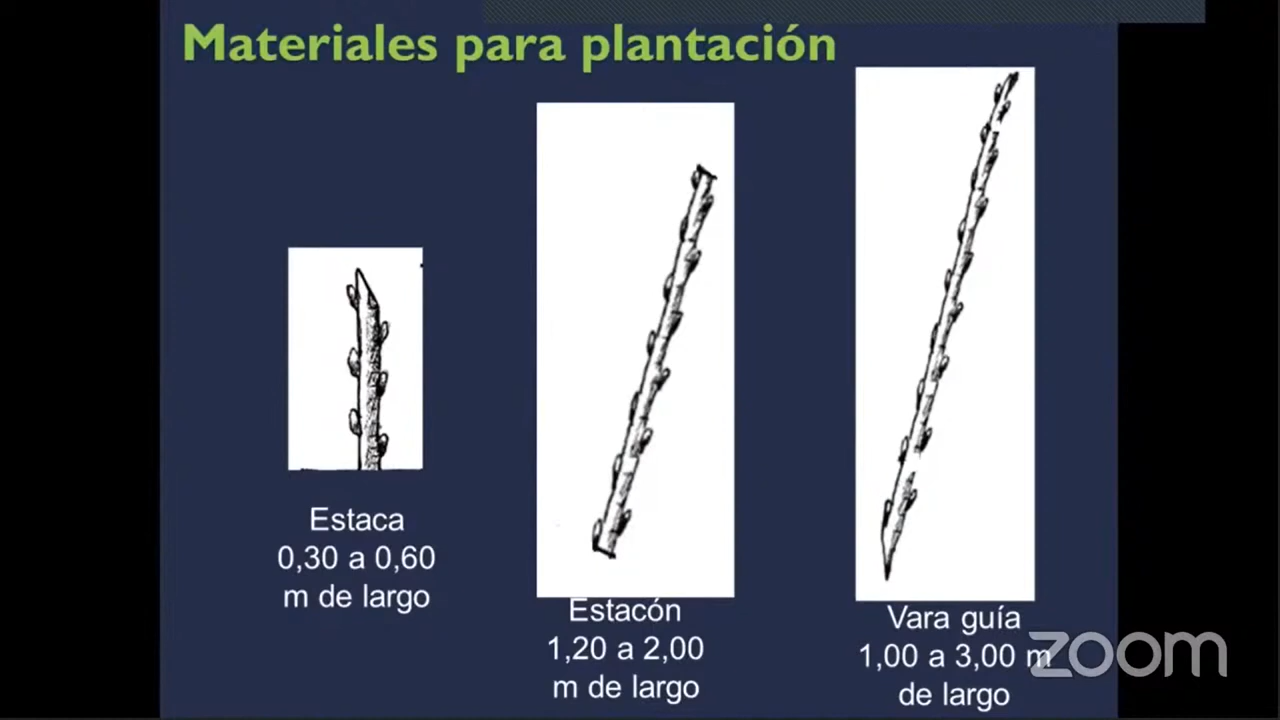 Materiales para plantación
Estaca
0,30 a 0,60
m de largo
Estacón
1,20 a 2,00
m de largo
Vara guía
1,00 a 3,00 m
de largo
zoom